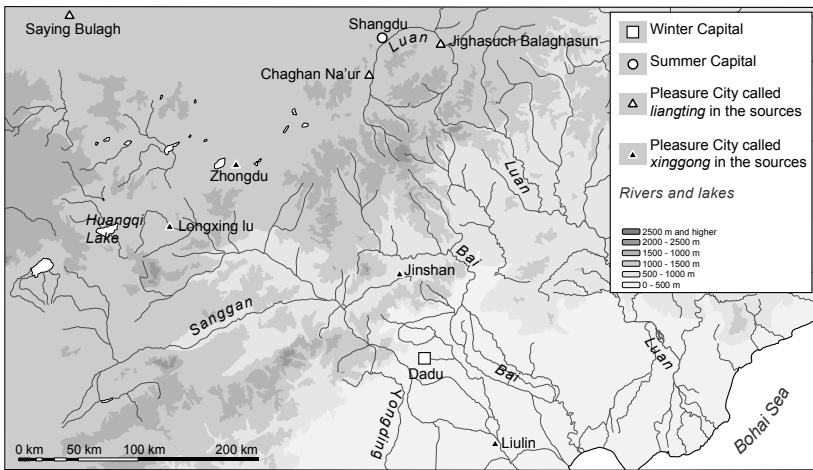 Saying Bulagh
Shangdu
Luan
Jighasuch Balaghasun
Chaghan Na'ur
Zhongdu
Luan
Huangqi
Lake
Longxing lu
Bai
Jinshan
Sanggan
Dadu
Bai
Luan
Yongding
Liulin
Bohai Sea
0 km 50 km 100 km 200 km
Winter Capital
Summer Capital
Pleasure City called
liangting in the sources
Pleasure City called
xinggong in the sources
Rivers and lakes
2500 m and higher
2000 - 2500 m
1500 - 1000 m
1000 - 1500 m
500 - 1000 m
0 - 500 m